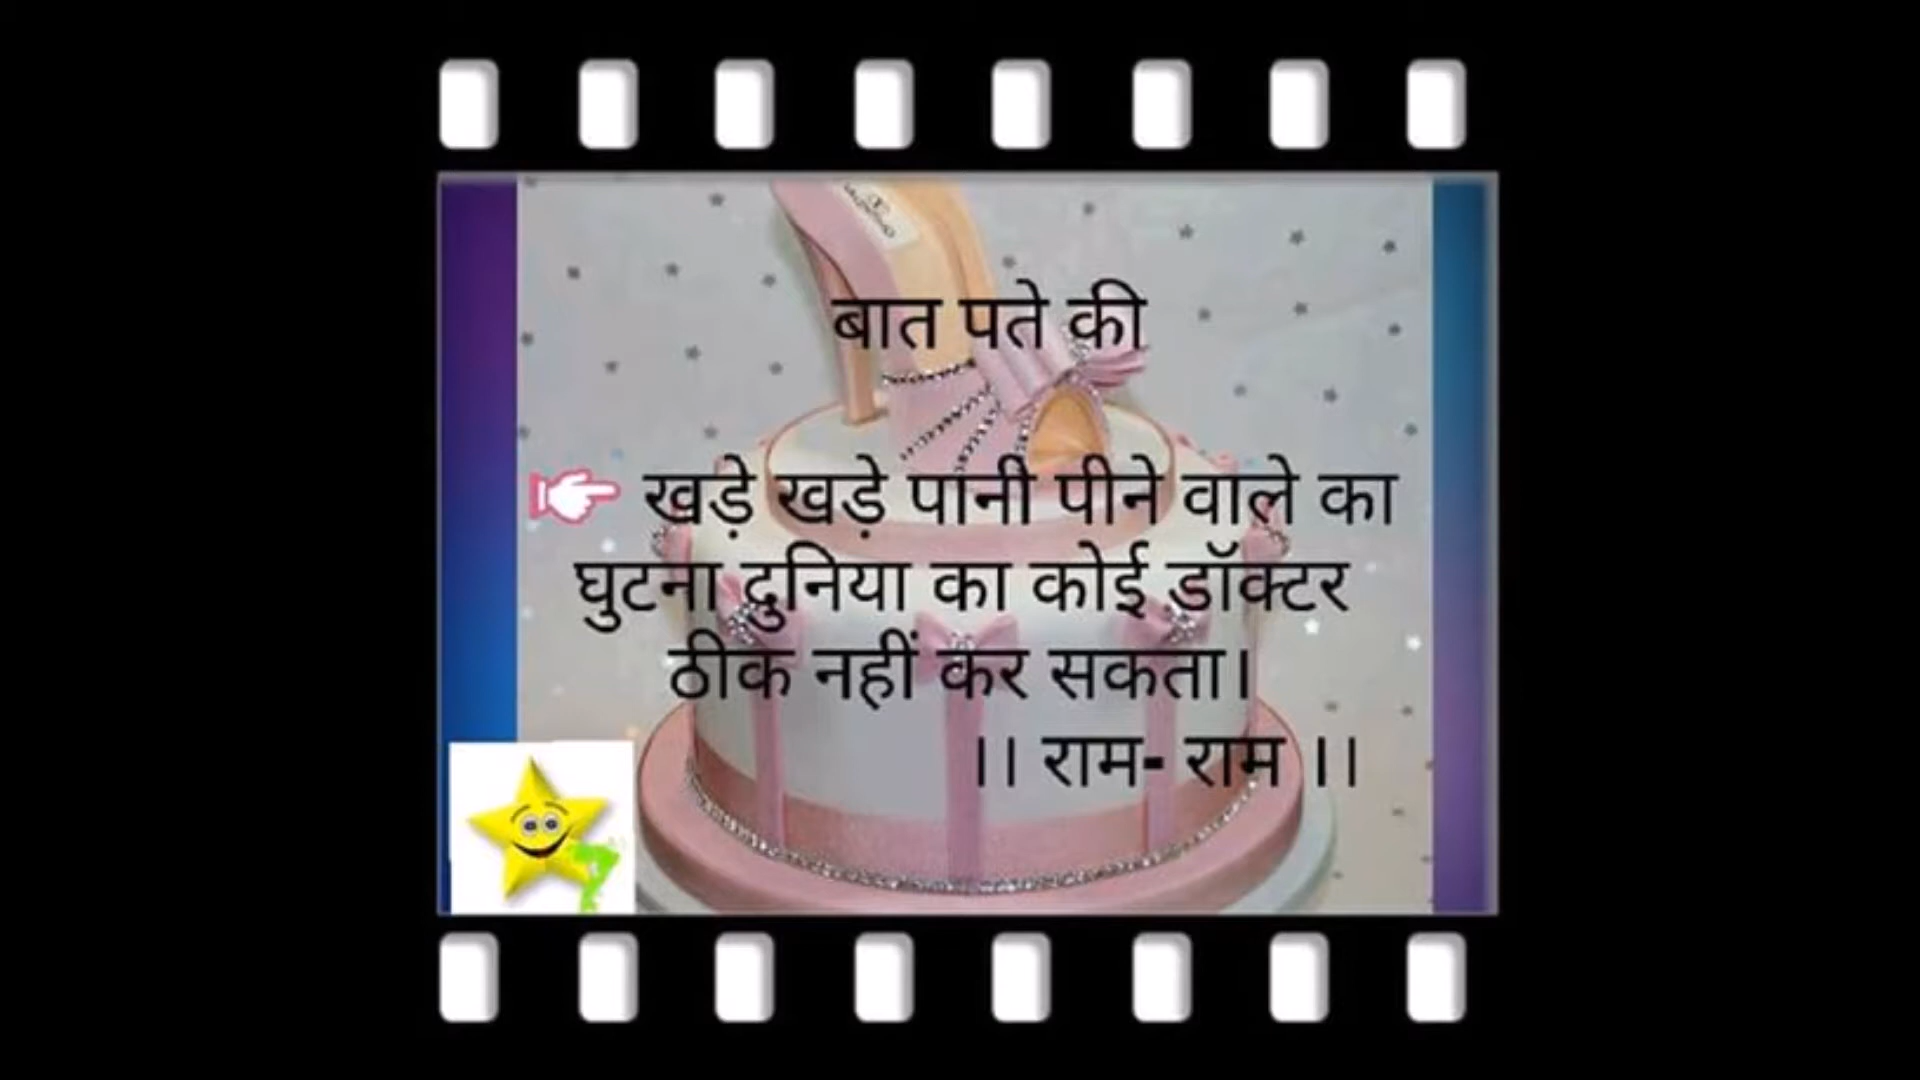 बात पते की
खड़े खड़े पानी पीने वाले का
घुटना दुनिया का कोई डॉक्टर
ठीक नहीं कर सकता।
।। राम- राम ।।